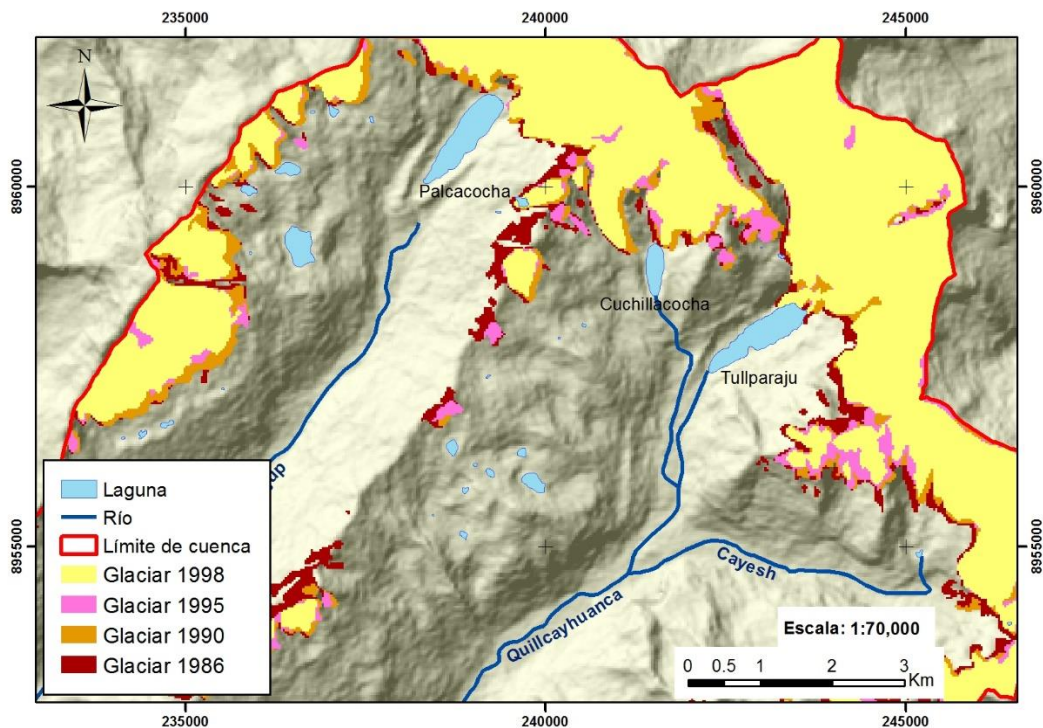 235000 240000 245000
N
8960000
8960000
Palcacocha
Cuchillacocha
Tullparaju
Cayesh
Quillcayhuanca
8955000
8955000
Laguna
Río
Límite de cuenca
Glaciar 1998
Glaciar 1995
Glaciar 1990
Glaciar 1986
Escala: 1:70,000
0 0.5 1 2 3
Km
235000 240000 245000